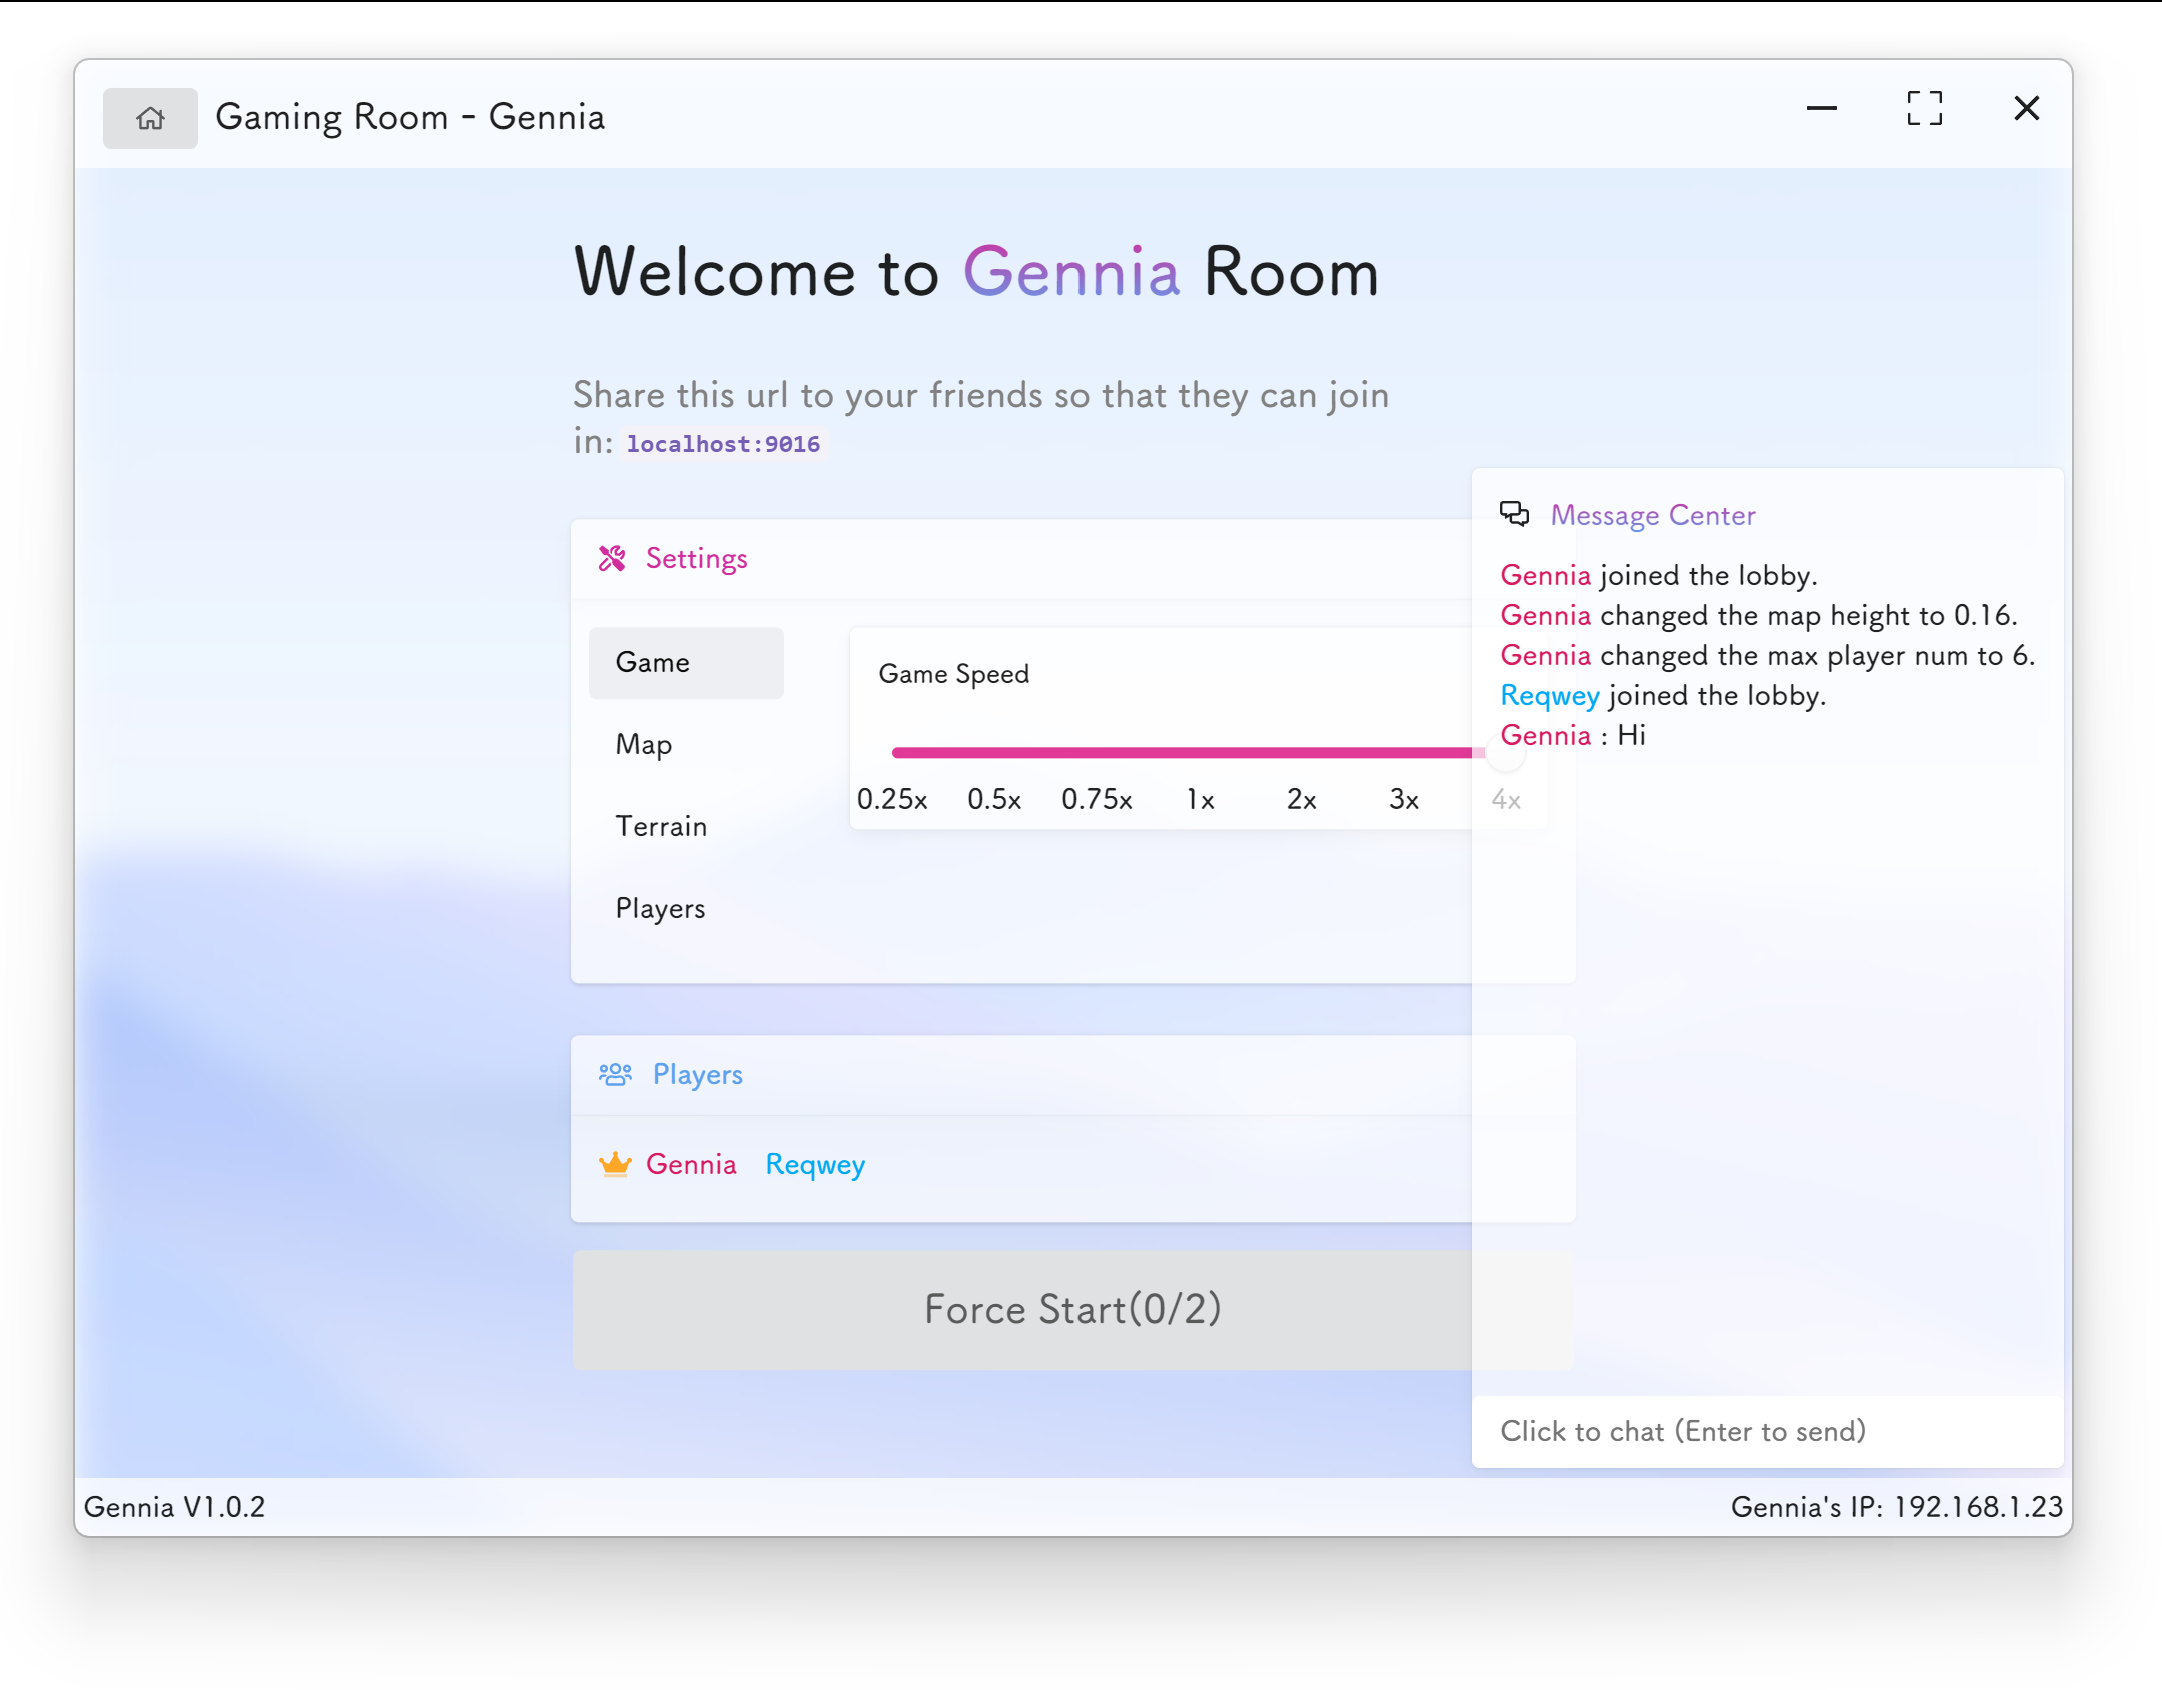 Gaming Room - Gennia
Welcome to Gennia Room
Share this url to your friends so that they can join
in: localhost:9016
Settings
Game
Map
Terrain
Players
Game Speed
0.25x 0.5x 0.75x 1x 2x 3x 4x
Players
Gennia Reqwey
Force Start(0/2)
Message Center
Gennia joined the lobby.
Gennia changed the map height to 0.16.
Gennia changed the max player num to 6.
Reqwey joined the lobby.
Gennia : Hi
Click to chat (Enter to send)
Gennia V1.0.2
Gennia's IP: 192.168.1.23